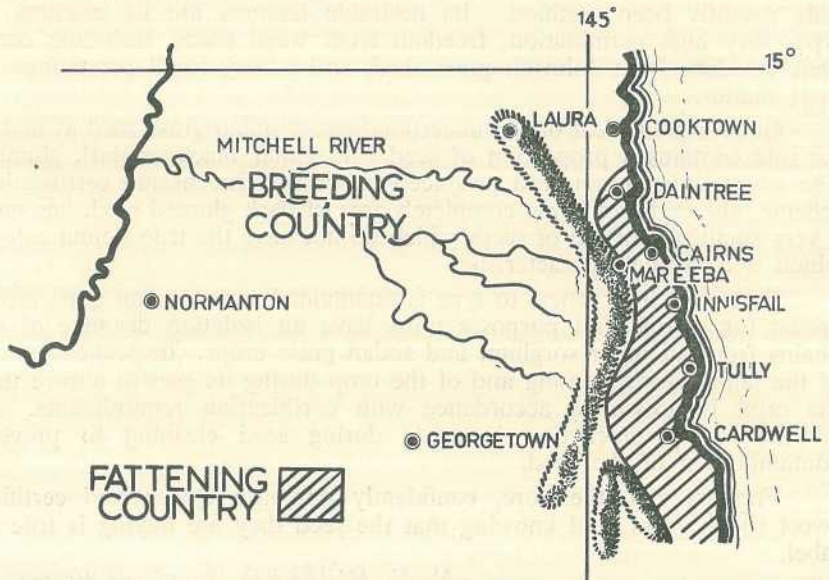 145°
15°
LAURA
COOKTOWN
MITCHELL RIVER
BREEDING
COUNTRY
DAINTREE
CAIRNS
MAREEBA
NORMANTON
INNISFAIL
TULLY
GEORGETOWN
CARDWELL
FATTENING
COUNTRY